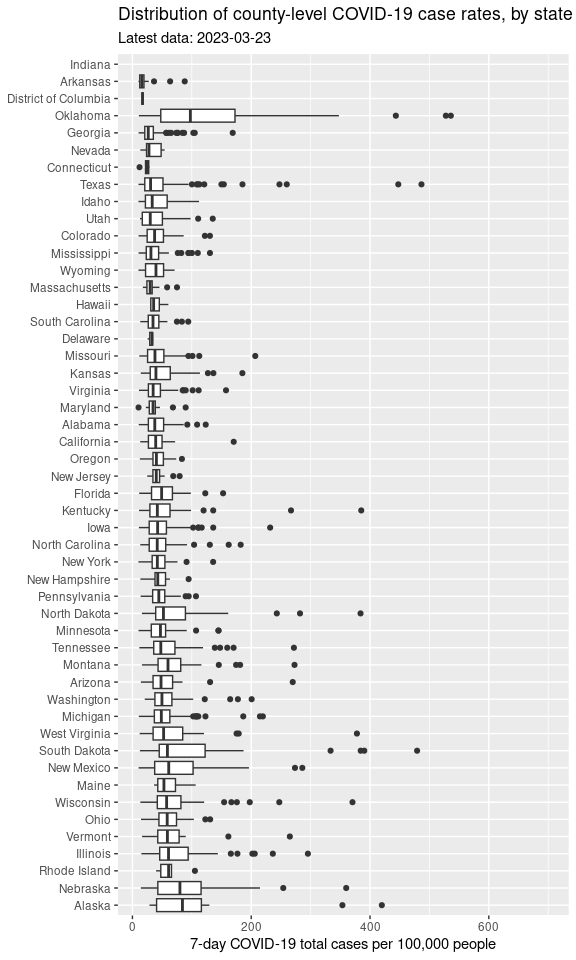 Distribution of county-level COVID-19 case rates, by state
Latest data: 2023-03-23
Indiana
Arkansas
District of Columbia
Oklahoma
Georgia
Nevada
Connecticut
Texas
Idaho
Utah
Colorado
Mississippi
Wyoming
Massachusetts
Hawaii
South Carolina
Delaware
Missouri
Kansas
Virginia
Maryland
Alabama
California
Oregon
New Jersey
Florida
Kentucky
Iowa
North Carolina
New York
New Hampshire
Pennsylvania
North Dakota
Minnesota
Tennessee
Montana
Arizona
Washington
Michigan
West Virginia
South Dakota
New Mexico
Maine
Wisconsin
Ohio
Vermont
Illinois
Rhode Island
Nebraska
Alaska
0 200 400 600
7-day COVID-19 total cases per 100,000 people